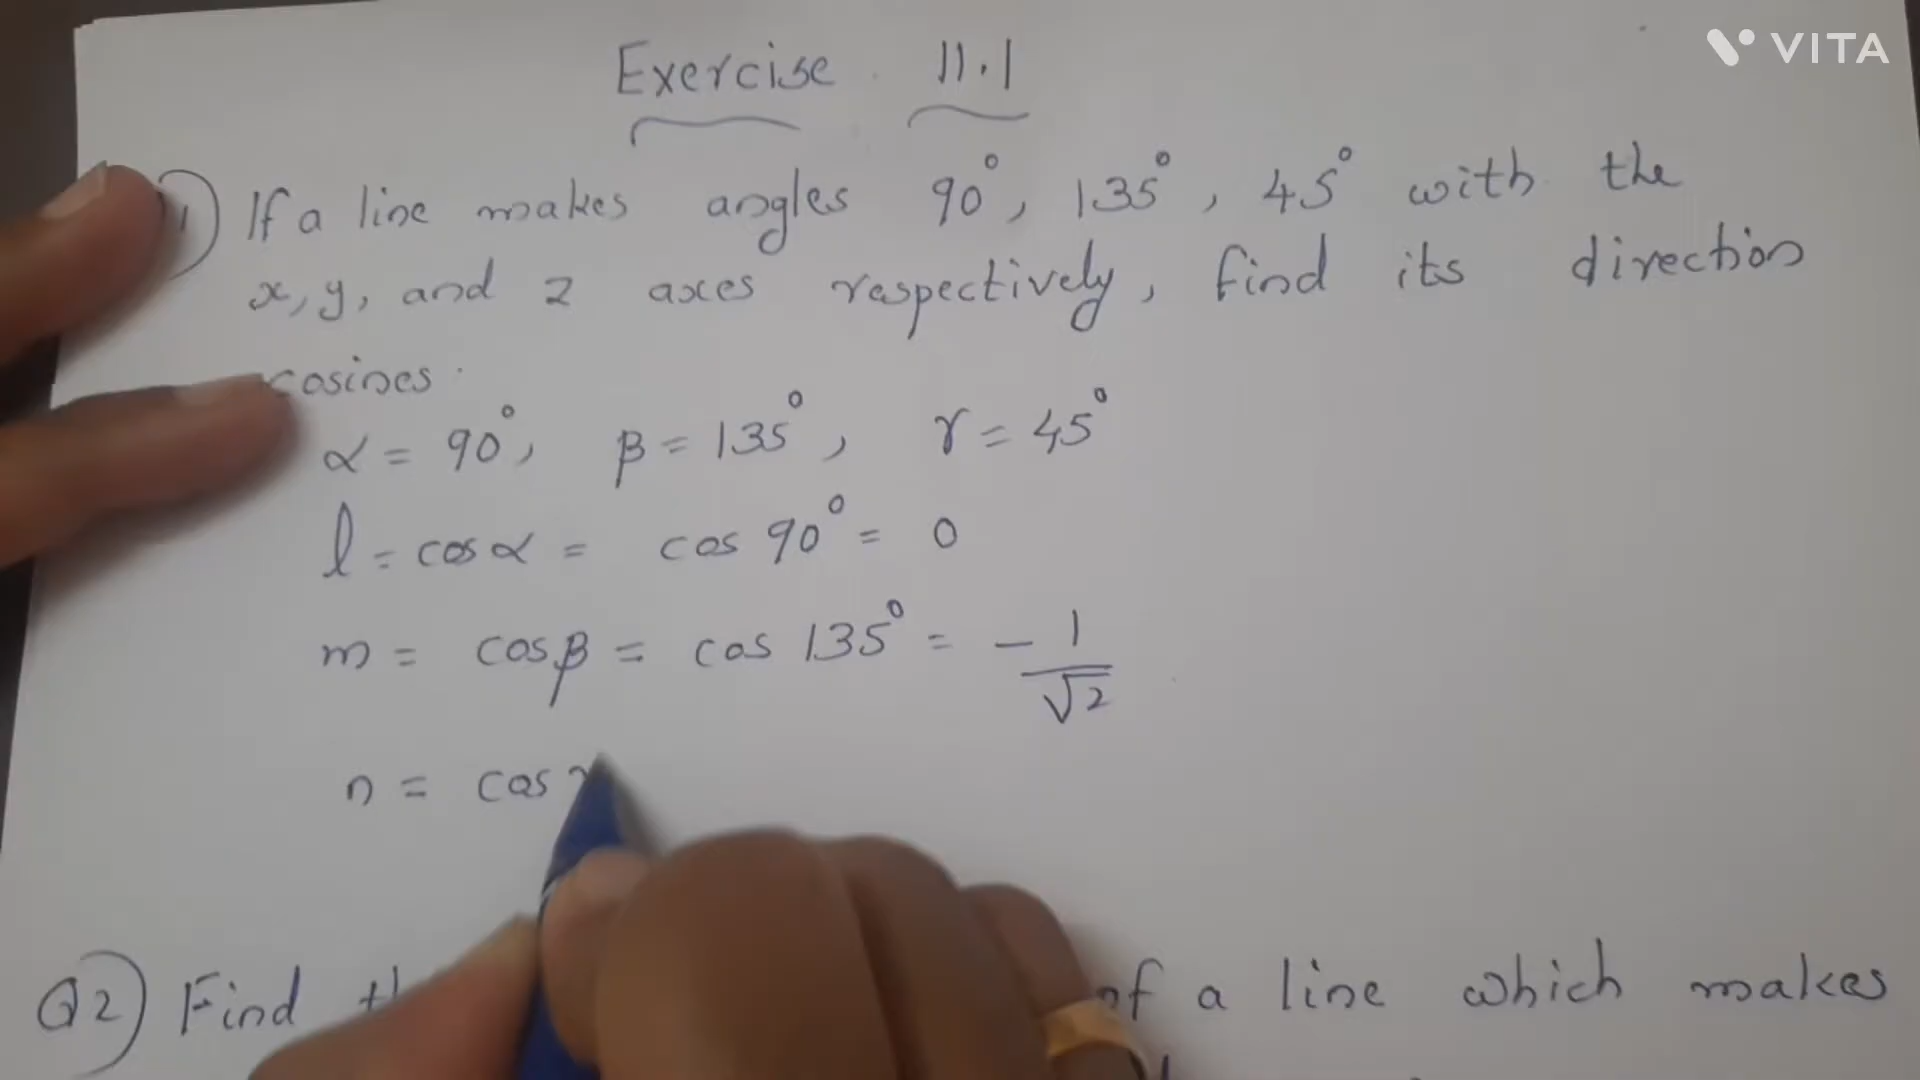 VITA
Exercise 11.1
1) If a line makes angles 90°, 135°, 45° with the
x, y, and z axes respectively, find its direction
cosines.
α = 90°, β = 135°, γ = 45°
l = cos α = cos 90° = 0
m = cos β = cos 135° = -1/√2
n = cos
Q2) Find of a line which makes